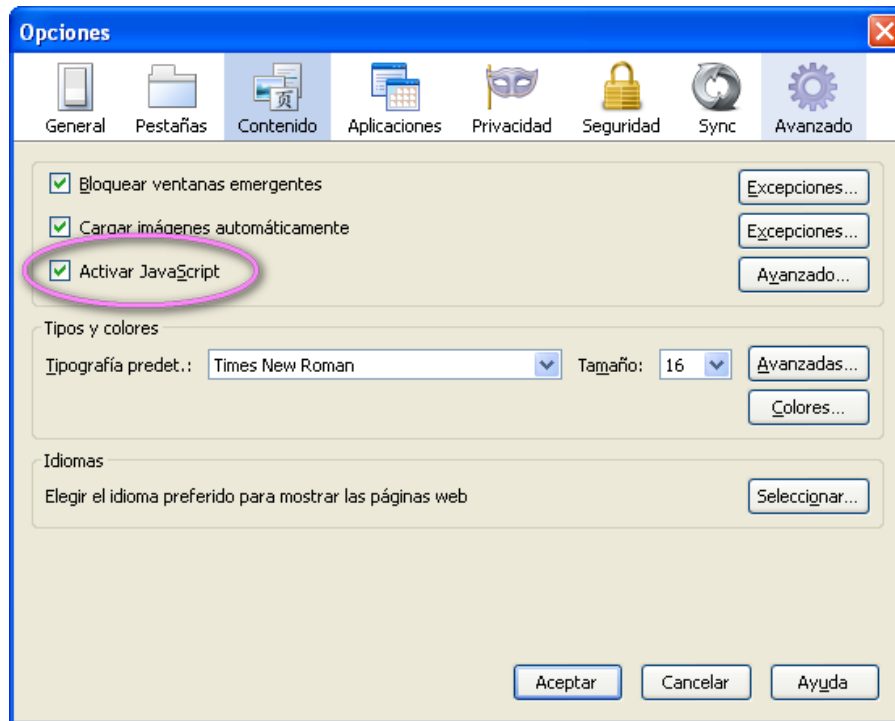 Opciones
General Pestañas Contenido Aplicaciones Privacidad Seguridad Sync Avanzado
页
Bloquear ventanas emergentes Excepciones...
Cargar imágenes automáticamente Excepciones...
Activar JavaScript Avanzado...
Tipos y colores
Tipografía predet.: Times New Roman Tamaño: 16 Avanzadas...
Colores...
Idiomas
Elegir el idioma preferido para mostrar las páginas web Seleccionar...
Aceptar Cancelar Ayuda